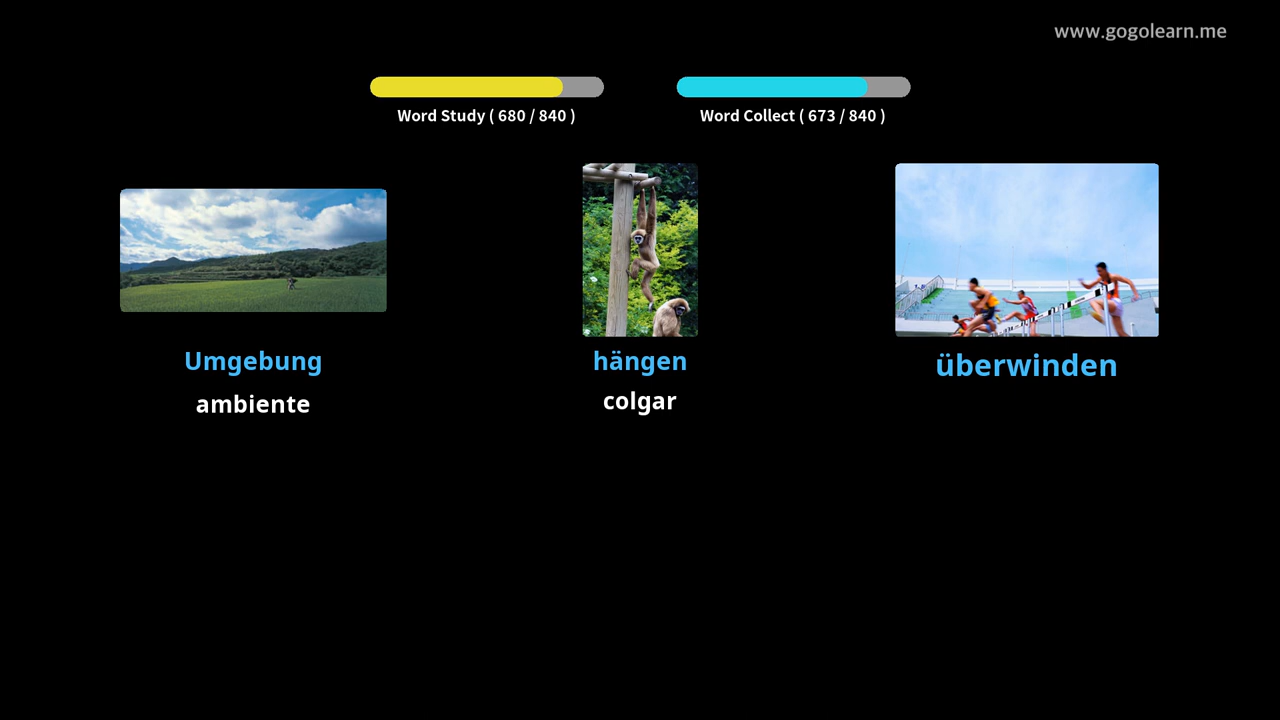 www.gogolearn.me
Word Study ( 680 / 840 )
Word Collect ( 673 / 840 )
Umgebung
ambiente
hängen
colgar
überwinden